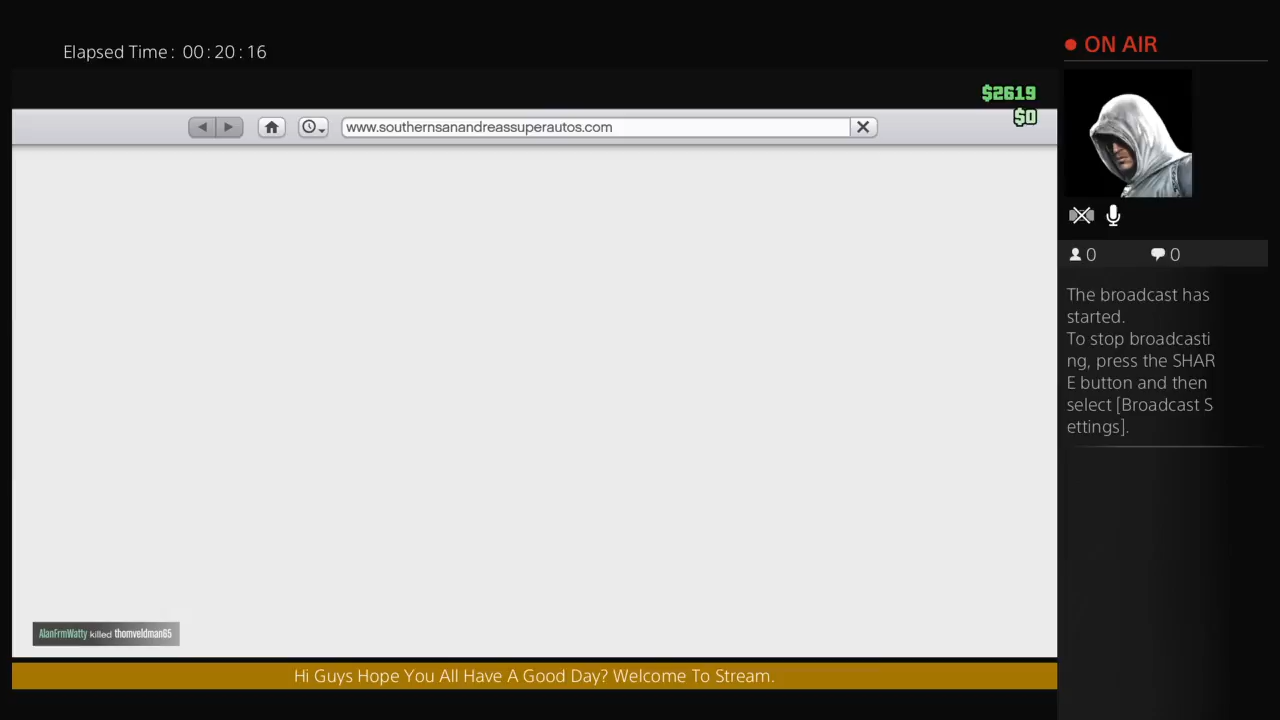 Elapsed Time: 00:20:16
ON AIR
$2619
$0
www.southernsanandreassuperautos.com
0 0
The broadcast has
started.
To stop broadcasti
ng, press the SHAR
E button and then
select [Broadcast S
ettings].
AlanFrmWatty killed thomveldman65
Hi Guys Hope You All Have A Good Day? Welcome To Stream.